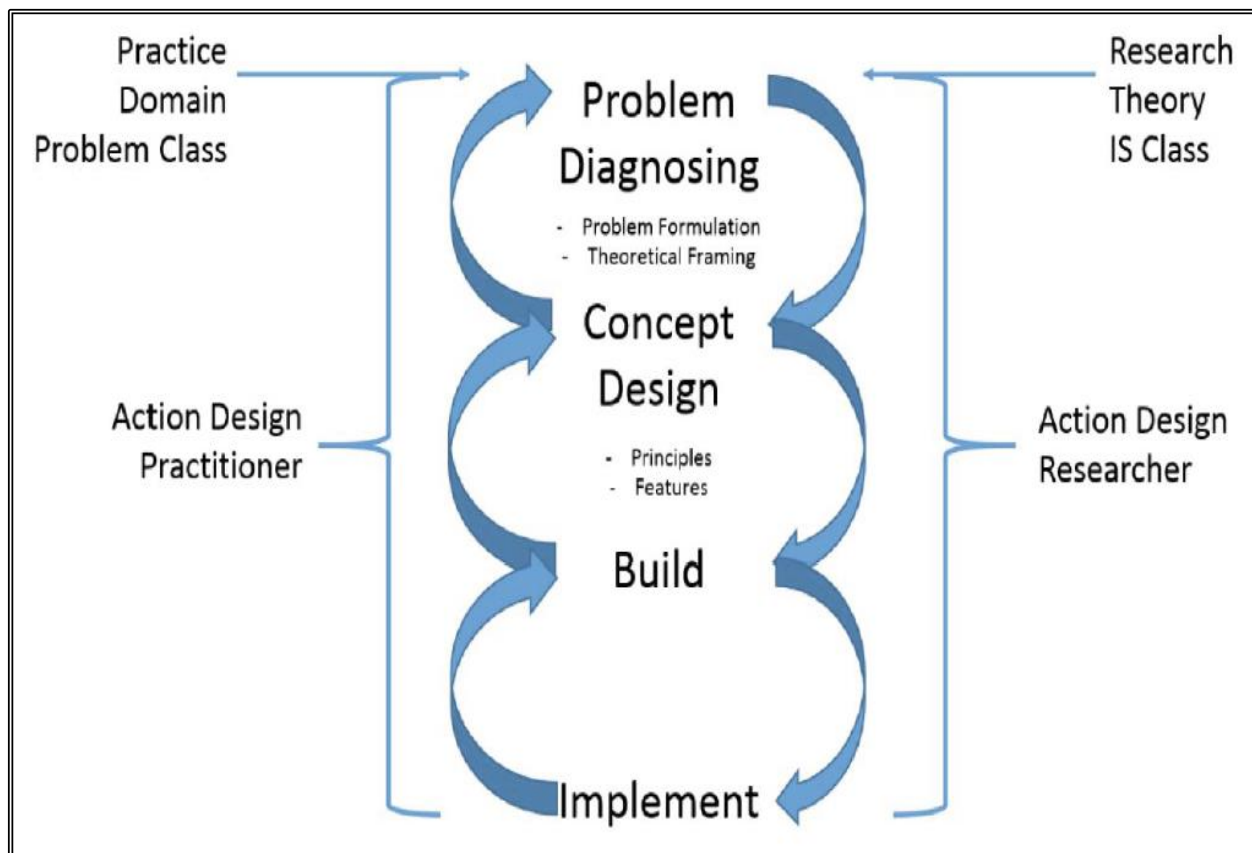 Practice
Domain
Problem Class
Research
Theory
IS Class
Problem
Diagnosing
- Problem Formulation
- Theoretical Framing
Concept
Design
- Principles
- Features
Action Design
Practitioner
Action Design
Researcher
Build
Implement